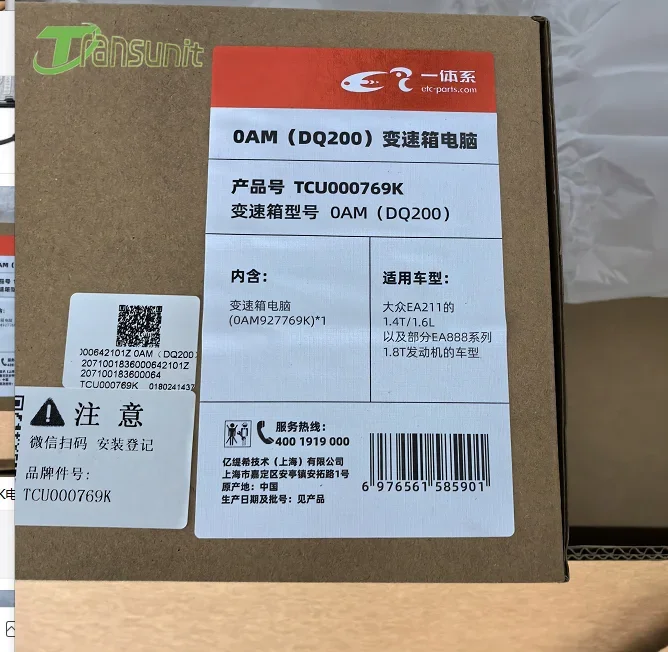 Transunit
一体系
etc-parts.com
0AM（DQ200）变速箱电脑
产品号 TCU000769K
变速箱型号 0AM（DQ200）
内含：
变速箱电脑
(0AM927769K)*1
适用车型：
大众EA211的
1.4T/1.6L
以及部分EA888系列
1.8T发动机的车型
服务热线：
400 1919 000
亿缇希技术（上海）有限公司
上海市嘉定区安亭镇安拓路1号
原产地：中国
生产日期及批号：见产品
6 976561 585901
000642101Z 0AM（DQ200）
2071001836000642101Z
207100183600064
TCU000769K
018024143
注 意
微信扫码 安装登记
品牌件号：
TCU000769K